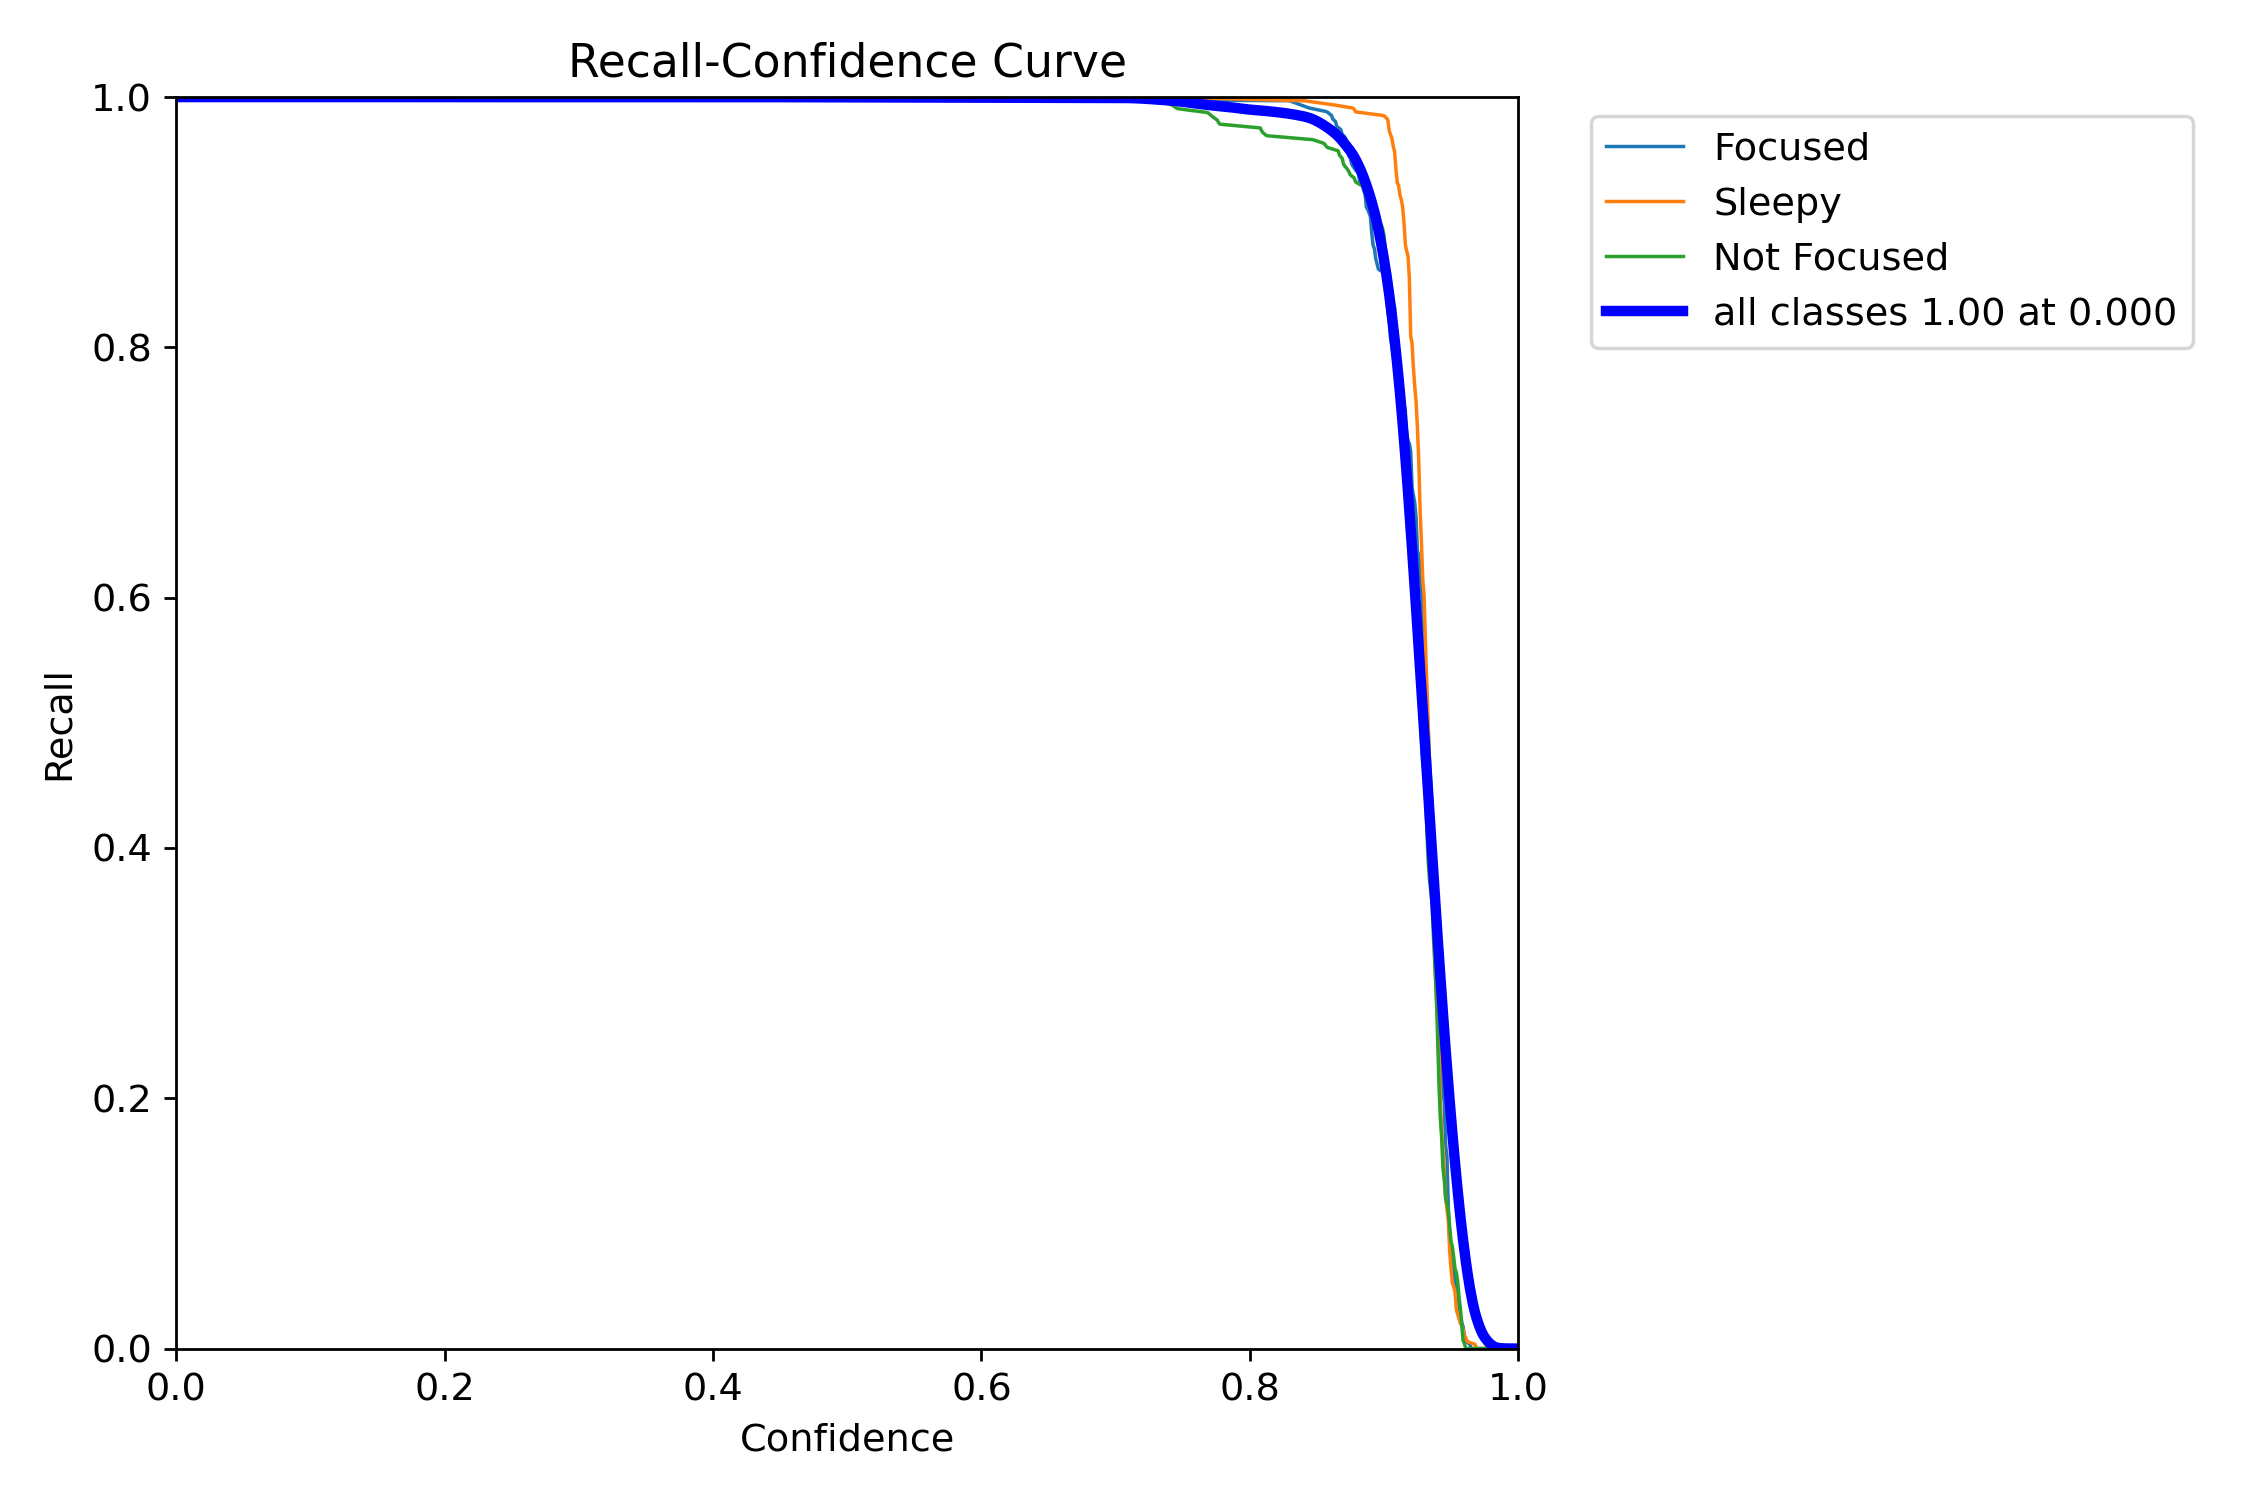 Recall-Confidence Curve
1.0
0.8
0.6
0.4
0.2
0.0
Recall
0.0 0.2 0.4 0.6 0.8 1.0
Confidence
Focused
Sleepy
Not Focused
all classes 1.00 at 0.000